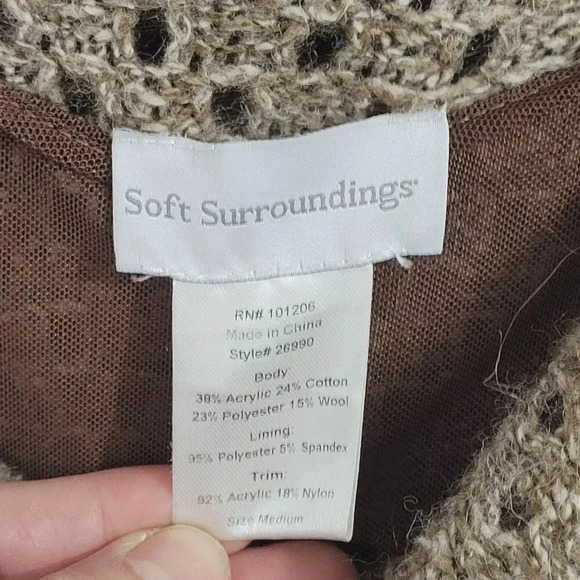 Soft Surroundings®
RN# 101206
Made in China
Style# 26990
Body:
38% Acrylic 24% Cotton
23% Polyester 15% Wool
Lining:
95% Polyester 5% Spandex
Trim:
82% Acrylic 18% Nylon
Size Medium